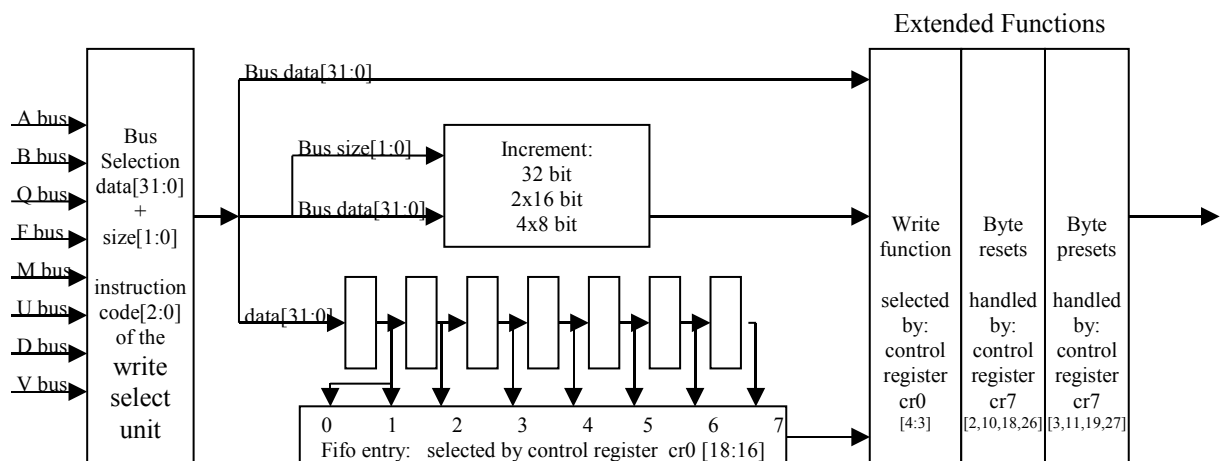 Extended Functions
A bus
B bus
Q bus
F bus
M bus
U bus
D bus
V bus
Bus
Selection
data[31:0]
+
size[1:0]
instruction
code[2:0]
of the
write
select
unit
Bus data[31:0]
Bus size[1:0]
Bus data[31:0]
data[31:0]
Increment:
32 bit
2x16 bit
4x8 bit
0 1 2 3 4 5 6 7
Fifo entry: selected by control register cr0 [18:16]
Write
function
selected
by:
control
register
cr0
[4:3]
Byte
resets
handled
by:
control
register
cr7
[2,10,18,26]
Byte
presets
handled
by:
control
register
cr7
[3,11,19,27]